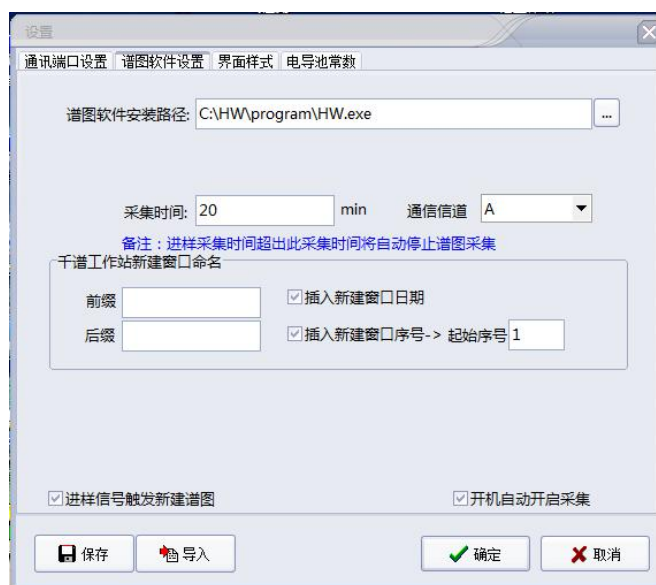 设置
通讯端口设置 谱图软件设置 界面样式 电导池常数
谱图软件安装路径: C:\HW\program\HW.exe ...
采集时间: 20 min 通信信道 A
备注：进样采集时间超出此采集时间将自动停止谱图采集
千谱工作站新建窗口命名
前缀 插入新建窗口日期
后缀 插入新建窗口序号-> 起始序号 1
进样信号触发新建谱图 开机自动开启采集
保存 导入 确定 取消